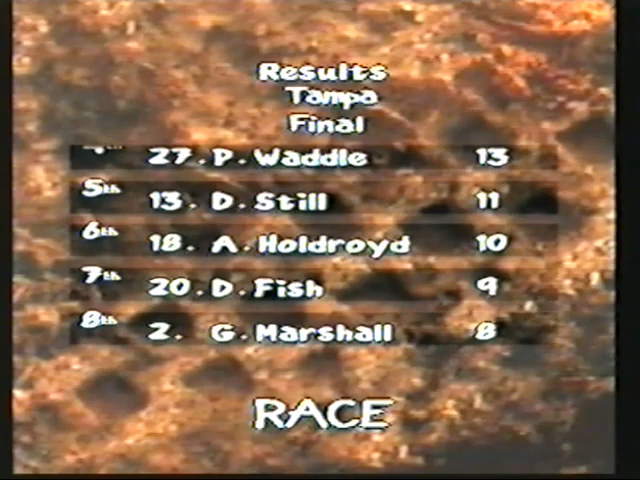 Results
Tampa
Final
4th 27. P. Waddle 13
5th 13. D. Still 11
6th 18. A. Holdroyd 10
7th 20. D. Fish 9
8th 2. G. Marshall 8
RACE